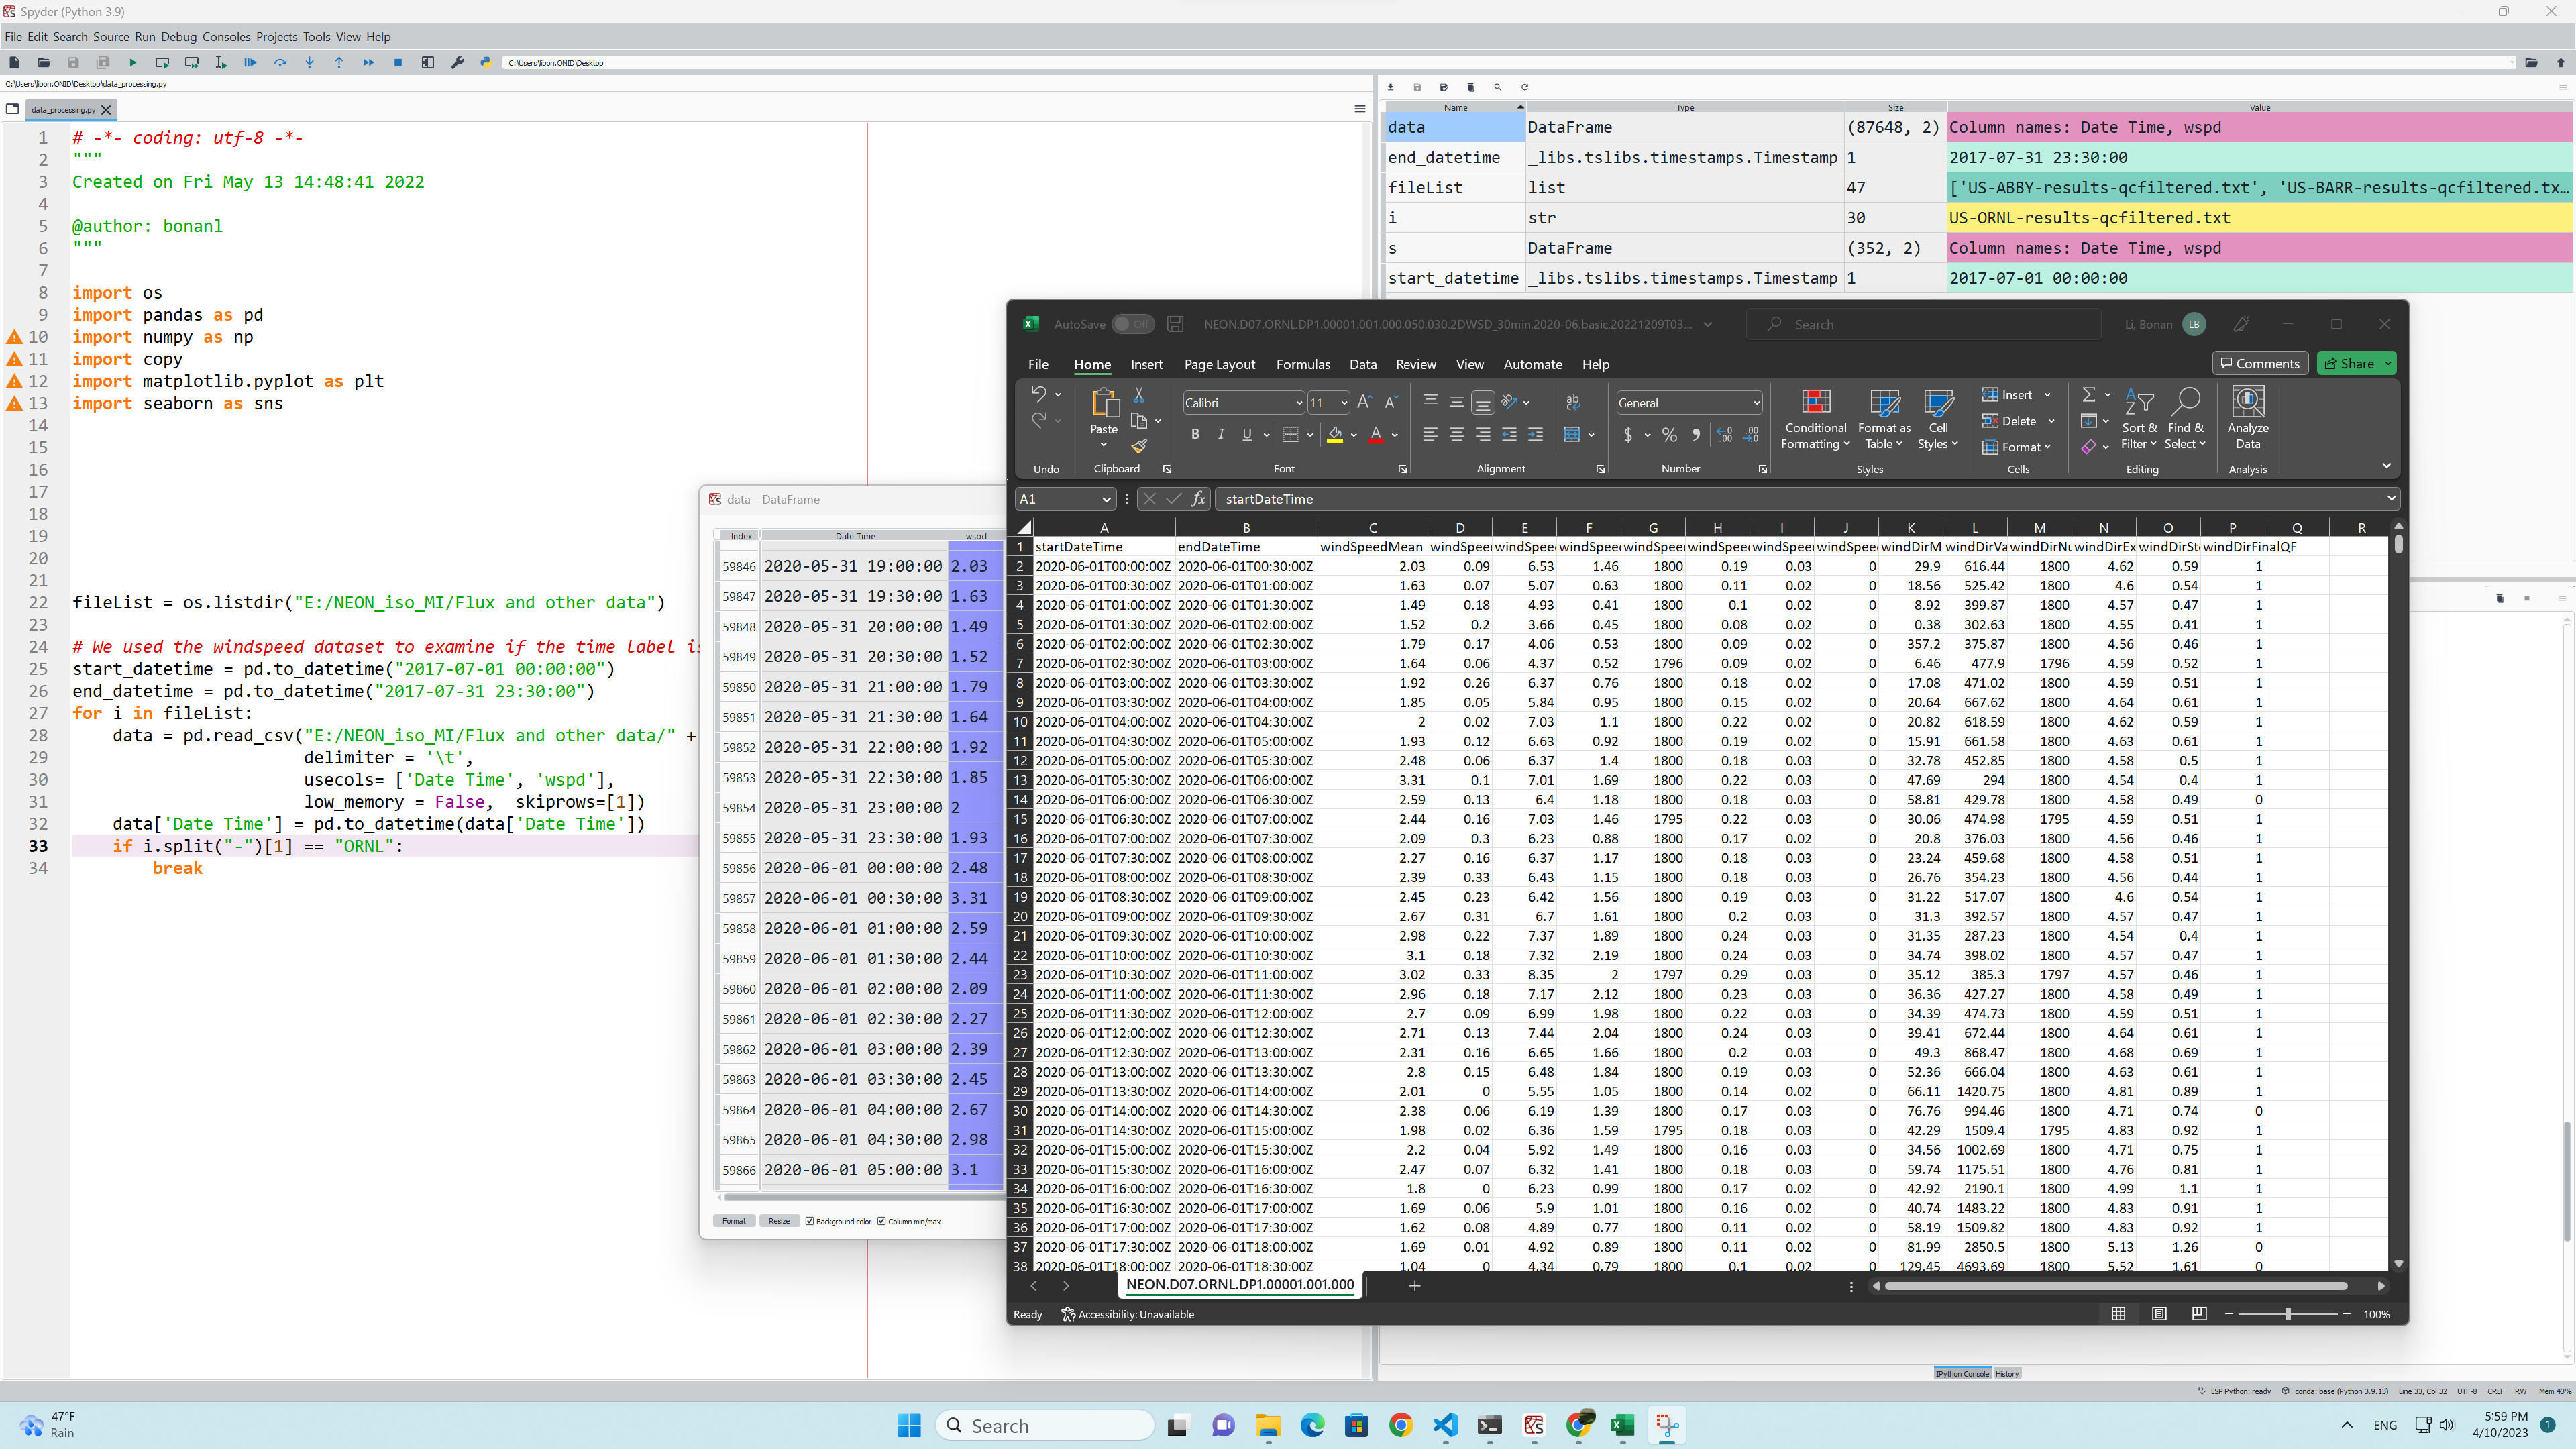 Spyder (Python 3.9)
File Edit Search Source Run Debug Consoles Projects Tools View Help
C:\Users\libon.ONID\Desktop
C:\Users\libon.ONID\Desktop\data_processing.py
data_processing.py
1 # -*- coding: utf-8 -*-
2 """
3 Created on Fri May 13 14:48:41 2022
4
5 @author: bonanl
6 """
7
8 import os
9 import pandas as pd
10 import numpy as np
11 import copy
12 import matplotlib.pyplot as plt
13 import seaborn as sns
14
15
16
17
18
19
20
21
22 fileList = os.listdir("E:/NEON_iso_MI/Flux and other data")
23
24 # We used the windspeed dataset to examine if the time label is
25 start_datetime = pd.to_datetime("2017-07-01 00:00:00")
26 end_datetime = pd.to_datetime("2017-07-31 23:30:00")
27 for i in fileList:
28 data = pd.read_csv("E:/NEON_iso_MI/Flux and other data/" +
29 delimiter = '\t',
30 usecols= ['Date Time', 'wspd'],
31 low_memory = False, skiprows=[1])
32 data['Date Time'] = pd.to_datetime(data['Date Time'])
33 if i.split("-")[1] == "ORNL":
34 break
Name Type Size Value
data DataFrame (87648, 2) Column names: Date Time, wspd
end_datetime _libs.tslibs.timestamps.Timestamp 1 2017-07-31 23:30:00
fileList list 47 ['US-ABBY-results-qcfiltered.txt', 'US-BARR-results-qcfiltered.tx…
i str 30 US-ORNL-results-qcfiltered.txt
s DataFrame (352, 2) Column names: Date Time, wspd
start_datetime _libs.tslibs.timestamps.Timestamp 1 2017-07-01 00:00:00
data - DataFrame
Index Date Time wspd
59846 2020-05-31 19:00:00 2.03
59847 2020-05-31 19:30:00 1.63
59848 2020-05-31 20:00:00 1.49
59849 2020-05-31 20:30:00 1.52
59850 2020-05-31 21:00:00 1.79
59851 2020-05-31 21:30:00 1.64
59852 2020-05-31 22:00:00 1.92
59853 2020-05-31 22:30:00 1.85
59854 2020-05-31 23:00:00 2
59855 2020-05-31 23:30:00 1.93
59856 2020-06-01 00:00:00 2.48
59857 2020-06-01 00:30:00 3.31
59858 2020-06-01 01:00:00 2.59
59859 2020-06-01 01:30:00 2.44
59860 2020-06-01 02:00:00 2.09
59861 2020-06-01 02:30:00 2.27
59862 2020-06-01 03:00:00 2.39
59863 2020-06-01 03:30:00 2.45
59864 2020-06-01 04:00:00 2.67
59865 2020-06-01 04:30:00 2.98
59866 2020-06-01 05:00:00 3.1
Format Resize Background color Column min/max
AutoSave Off NEON.D07.ORNL.DP1.00001.001.000.050.030.2DWSD_30min.2020-06.basic.20221209T03... Search Li, Bonan LB
File Home Insert Page Layout Formulas Data Review View Automate Help Comments Share
Paste Calibri 11 General Conditional Formatting Format as Table Cell Styles Insert Delete Format Sort & Filter Find & Select Analyze Data
Undo Clipboard Font Alignment Number Styles Cells Editing Analysis
A1 fx startDateTime
A B C D E F G H I J K L M N O P Q R
1 startDateTime endDateTime windSpeedMean windSpee windSpee windSpee windSpee windSpee windSpee windSpee windDirM windDirVa windDirNu windDirEx windDirSt windDirFinalQF
2 2020-06-01T00:00:00Z 2020-06-01T00:30:00Z 2.03 0.09 6.53 1.46 1800 0.19 0.03 0 29.9 616.44 1800 4.62 0.59 1
3 2020-06-01T00:30:00Z 2020-06-01T01:00:00Z 1.63 0.07 5.07 0.63 1800 0.11 0.02 0 18.56 525.42 1800 4.6 0.54 1
4 2020-06-01T01:00:00Z 2020-06-01T01:30:00Z 1.49 0.18 4.93 0.41 1800 0.1 0.02 0 8.92 399.87 1800 4.57 0.47 1
5 2020-06-01T01:30:00Z 2020-06-01T02:00:00Z 1.52 0.2 3.66 0.45 1800 0.08 0.02 0 0.38 302.63 1800 4.55 0.41 1
6 2020-06-01T02:00:00Z 2020-06-01T02:30:00Z 1.79 0.17 4.06 0.53 1800 0.09 0.02 0 357.2 375.87 1800 4.56 0.46 1
7 2020-06-01T02:30:00Z 2020-06-01T03:00:00Z 1.64 0.06 4.37 0.52 1796 0.09 0.02 0 6.46 477.9 1796 4.59 0.52 1
8 2020-06-01T03:00:00Z 2020-06-01T03:30:00Z 1.92 0.26 6.37 0.76 1800 0.18 0.02 0 17.08 471.02 1800 4.59 0.51 1
9 2020-06-01T03:30:00Z 2020-06-01T04:00:00Z 1.85 0.05 5.84 0.95 1800 0.15 0.02 0 20.64 667.62 1800 4.64 0.61 1
10 2020-06-01T04:00:00Z 2020-06-01T04:30:00Z 2 0.02 7.03 1.1 1800 0.22 0.02 0 20.82 618.59 1800 4.62 0.59 1
11 2020-06-01T04:30:00Z 2020-06-01T05:00:00Z 1.93 0.12 6.63 0.92 1800 0.19 0.02 0 15.91 661.58 1800 4.63 0.61 1
12 2020-06-01T05:00:00Z 2020-06-01T05:30:00Z 2.48 0.06 6.37 1.4 1800 0.18 0.03 0 32.78 452.85 1800 4.58 0.5 1
13 2020-06-01T05:30:00Z 2020-06-01T06:00:00Z 3.31 0.1 7.01 1.69 1800 0.22 0.03 0 47.69 294 1800 4.54 0.4 1
14 2020-06-01T06:00:00Z 2020-06-01T06:30:00Z 2.59 0.13 6.4 1.18 1800 0.18 0.03 0 58.81 429.78 1800 4.58 0.49 0
15 2020-06-01T06:30:00Z 2020-06-01T07:00:00Z 2.44 0.16 7.03 1.46 1795 0.22 0.03 0 30.06 474.98 1795 4.59 0.51 1
16 2020-06-01T07:00:00Z 2020-06-01T07:30:00Z 2.09 0.3 6.23 0.88 1800 0.17 0.02 0 20.8 376.03 1800 4.56 0.46 1
17 2020-06-01T07:30:00Z 2020-06-01T08:00:00Z 2.27 0.16 6.37 1.17 1800 0.18 0.03 0 23.24 459.68 1800 4.58 0.51 1
18 2020-06-01T08:00:00Z 2020-06-01T08:30:00Z 2.39 0.33 6.43 1.15 1800 0.18 0.03 0 26.76 354.23 1800 4.56 0.44 1
19 2020-06-01T08:30:00Z 2020-06-01T09:00:00Z 2.45 0.23 6.42 1.56 1800 0.19 0.03 0 31.22 517.07 1800 4.6 0.54 1
20 2020-06-01T09:00:00Z 2020-06-01T09:30:00Z 2.67 0.31 6.7 1.61 1800 0.2 0.03 0 31.3 392.57 1800 4.57 0.47 1
21 2020-06-01T09:30:00Z 2020-06-01T10:00:00Z 2.98 0.22 7.37 1.89 1800 0.24 0.03 0 31.35 287.23 1800 4.54 0.4 1
22 2020-06-01T10:00:00Z 2020-06-01T10:30:00Z 3.1 0.18 7.32 2.19 1800 0.24 0.03 0 34.74 398.02 1800 4.57 0.47 1
23 2020-06-01T10:30:00Z 2020-06-01T11:00:00Z 3.02 0.33 8.35 2 1797 0.29 0.03 0 35.12 385.3 1797 4.57 0.46 1
24 2020-06-01T11:00:00Z 2020-06-01T11:30:00Z 2.96 0.18 7.17 2.12 1800 0.23 0.03 0 36.36 427.27 1800 4.58 0.49 1
25 2020-06-01T11:30:00Z 2020-06-01T12:00:00Z 2.7 0.09 6.99 1.98 1800 0.22 0.03 0 34.39 474.73 1800 4.59 0.51 1
26 2020-06-01T12:00:00Z 2020-06-01T12:30:00Z 2.71 0.13 7.44 2.04 1800 0.24 0.03 0 39.41 672.44 1800 4.64 0.61 1
27 2020-06-01T12:30:00Z 2020-06-01T13:00:00Z 2.31 0.16 6.65 1.66 1800 0.2 0.03 0 49.3 868.47 1800 4.68 0.69 1
28 2020-06-01T13:00:00Z 2020-06-01T13:30:00Z 2.8 0.15 6.48 1.84 1800 0.19 0.03 0 52.36 666.04 1800 4.63 0.61 1
29 2020-06-01T13:30:00Z 2020-06-01T14:00:00Z 2.01 0 5.55 1.05 1800 0.14 0.02 0 66.11 1420.75 1800 4.81 0.89 1
30 2020-06-01T14:00:00Z 2020-06-01T14:30:00Z 2.38 0.06 6.19 1.39 1800 0.17 0.03 0 76.76 994.46 1800 4.71 0.74 0
31 2020-06-01T14:30:00Z 2020-06-01T15:00:00Z 1.98 0.02 6.36 1.59 1795 0.18 0.03 0 42.29 1509.4 1795 4.83 0.92 1
32 2020-06-01T15:00:00Z 2020-06-01T15:30:00Z 2.2 0.04 5.92 1.49 1800 0.16 0.03 0 34.56 1002.69 1800 4.71 0.75 1
33 2020-06-01T15:30:00Z 2020-06-01T16:00:00Z 2.47 0.07 6.32 1.41 1800 0.18 0.03 0 59.74 1175.51 1800 4.76 0.81 1
34 2020-06-01T16:00:00Z 2020-06-01T16:30:00Z 1.8 0 6.23 0.99 1800 0.17 0.02 0 42.92 2190.1 1800 4.99 1.1 1
35 2020-06-01T16:30:00Z 2020-06-01T17:00:00Z 1.69 0.06 5.9 1.01 1800 0.16 0.02 0 40.74 1483.22 1800 4.83 0.91 1
36 2020-06-01T17:00:00Z 2020-06-01T17:30:00Z 1.62 0.08 4.89 0.77 1800 0.11 0.02 0 58.19 1509.82 1800 4.83 0.92 1
37 2020-06-01T17:30:00Z 2020-06-01T18:00:00Z 1.69 0.01 4.92 0.89 1800 0.11 0.02 0 81.99 2850.5 1800 5.13 1.26 0
38 2020-06-01T18:00:00Z 2020-06-01T18:30:00Z 1.04 0 4.34 0.79 1800 0.1 0.02 0 129.45 4693.69 1800 5.52 1.61 0
NEON.D07.ORNL.DP1.00001.001.000
Ready Accessibility: Unavailable 100%
IPython Console History
LSP Python: ready conda: base (Python 3.9.13) Line 33, Col 32 UTF-8 CRLF RW Mem 43%
47°F
Rain
Search
ENG
5:59 PM
4/10/2023
1